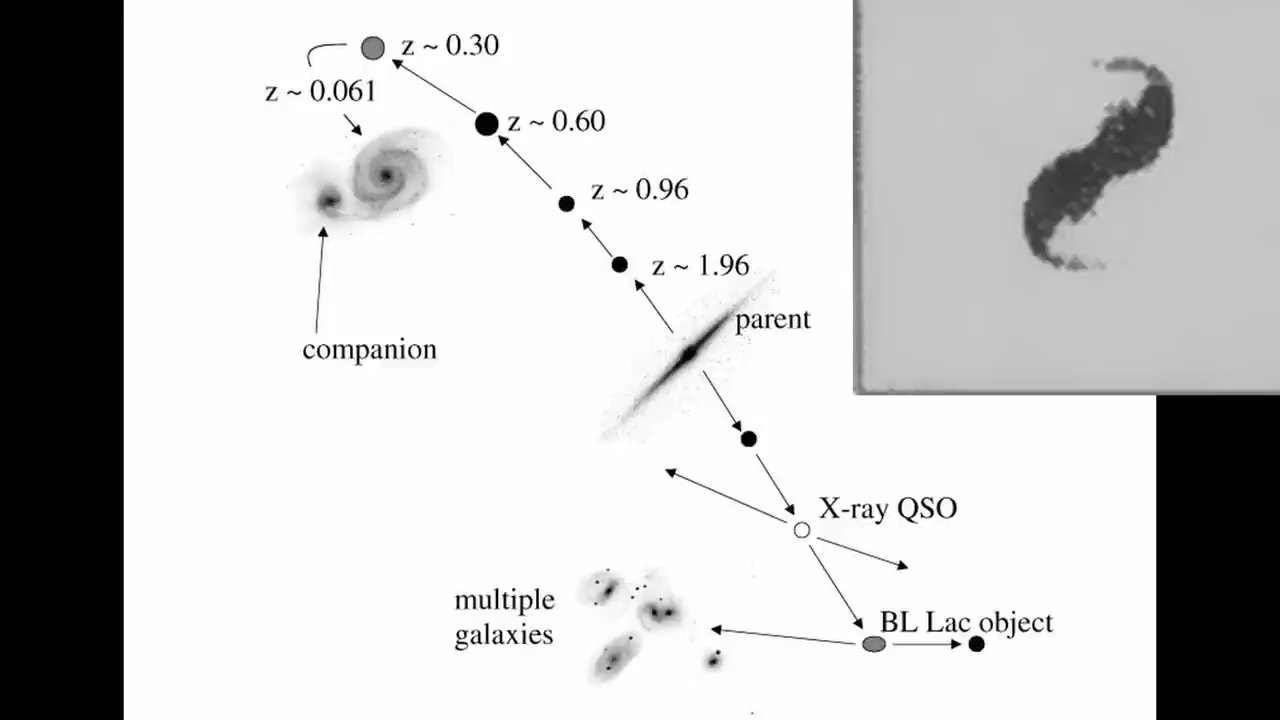 z ~ 0.30
z ~ 0.061
z ~ 0.60
z ~ 0.96
z ~ 1.96
parent
companion
X-ray QSO
multiple
galaxies
BL Lac object